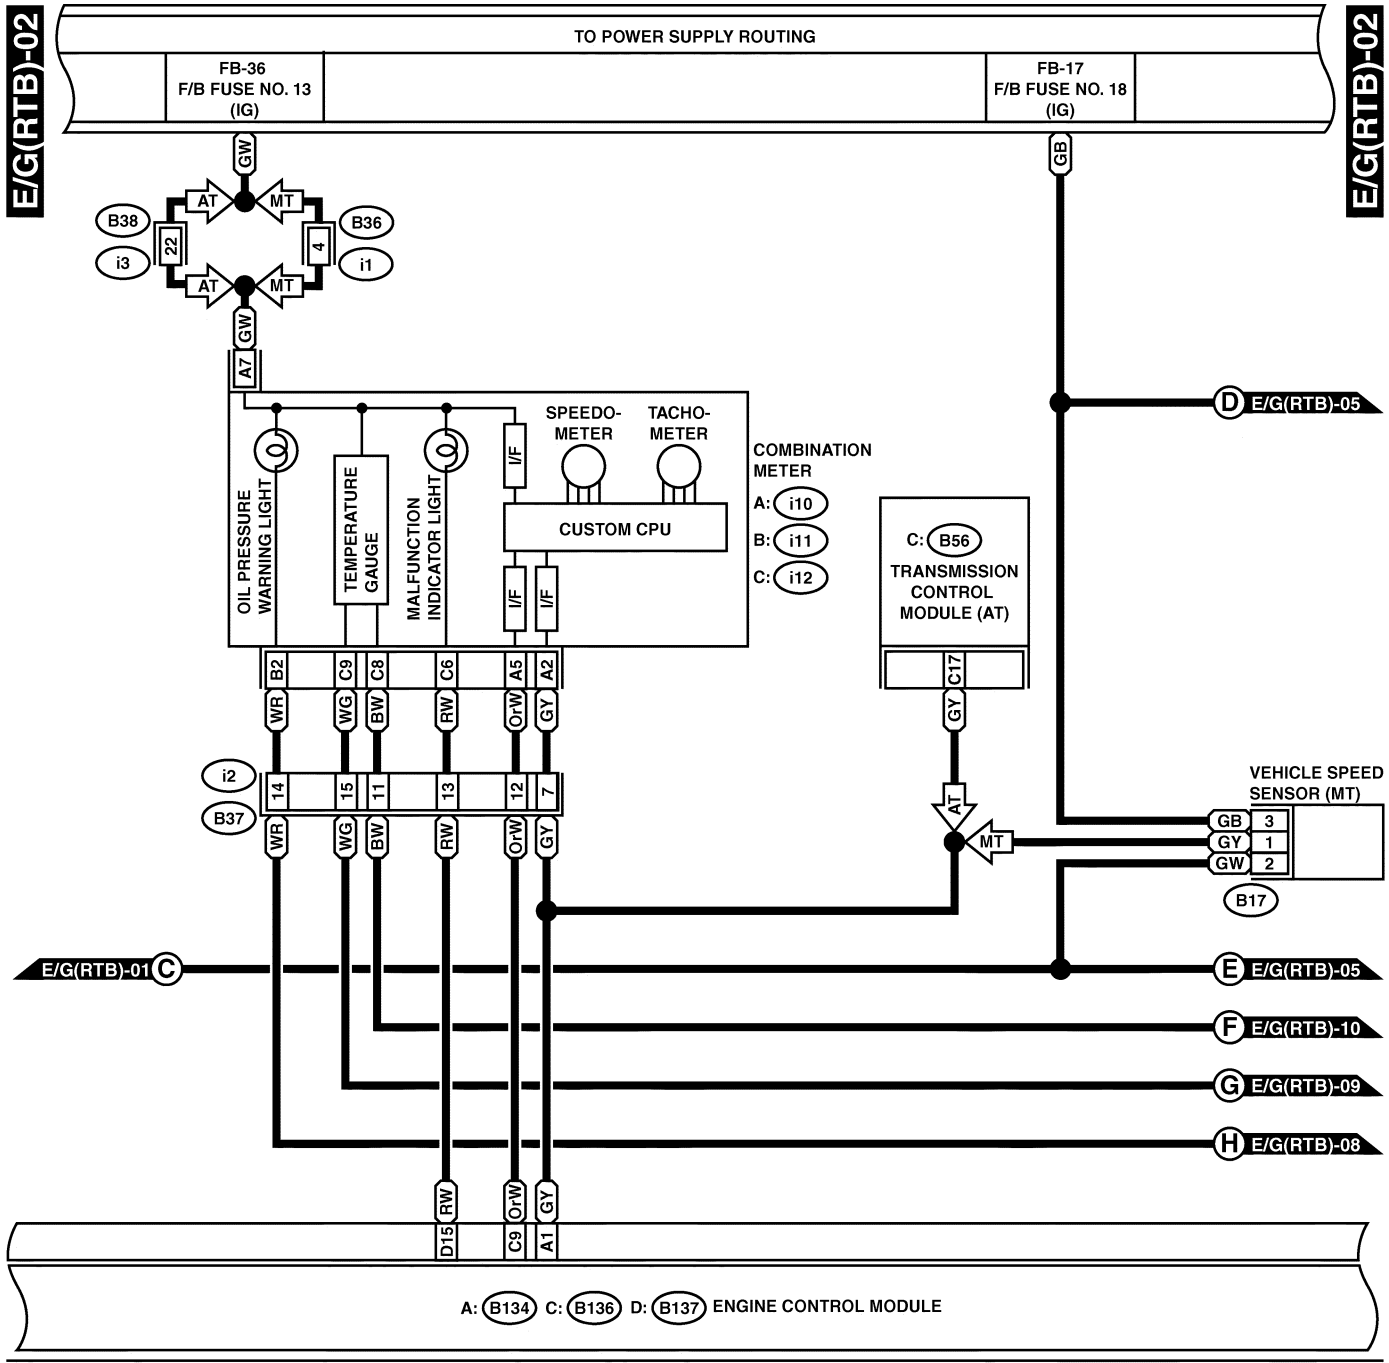 E/G(RTB)-02
E/G(RTB)-02
TO POWER SUPPLY ROUTING
FB-36
F/B FUSE NO. 13
(IG)
FB-17
F/B FUSE NO. 18
(IG)
GW
GB
AT
MT
B38
22
4
B36
i3
i1
AT
MT
GW
A7
D
E/G(RTB)-05
SPEEDO-
METER
TACHO-
METER
I/F
OIL PRESSURE
WARNING LIGHT
TEMPERATURE
GAUGE
MALFUNCTION
INDICATOR LIGHT
CUSTOM CPU
I/F
I/F
COMBINATION
METER
A: i10
B: i11
C: i12
C: B56
TRANSMISSION
CONTROL
MODULE (AT)
B2
C9
C8
C6
A5
A2
C17
WR
WG
BW
RW
OrW
GY
GY
i2
B37
14
15
11
13
12
7
WR
WG
BW
RW
OrW
GY
AT
MT
VEHICLE SPEED
SENSOR (MT)
GB 3
GY 1
GW 2
B17
E/G(RTB)-01 C
E E/G(RTB)-05
F E/G(RTB)-10
G E/G(RTB)-09
H E/G(RTB)-08
RW
OrW
GY
D15
C9
A1
A: B134 C: B136 D: B137 ENGINE CONTROL MODULE